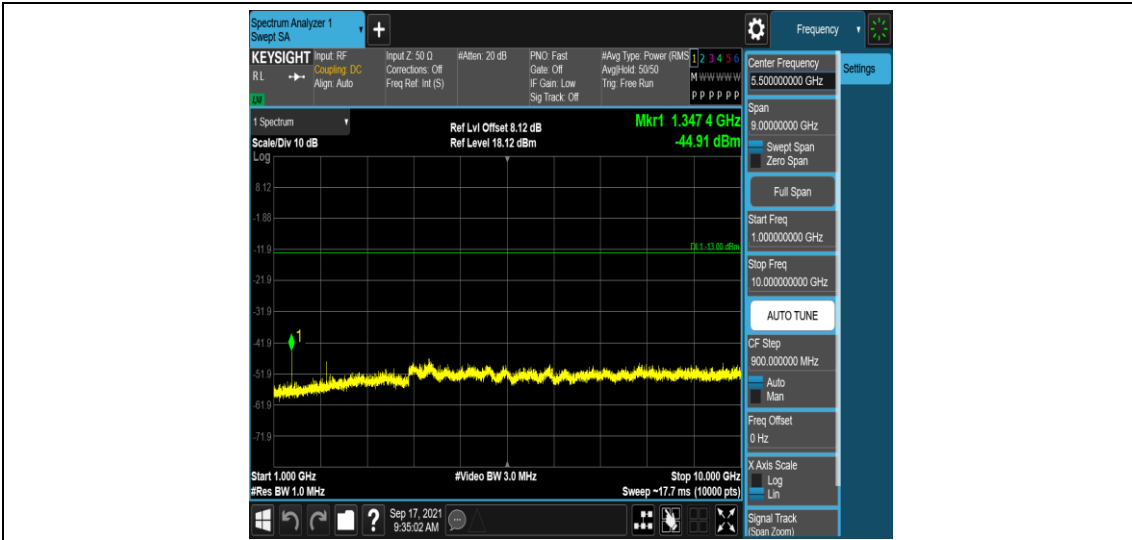 Spectrum Analyzer 1
Swept SA
+
Frequency
KEYSIGHT
RL
LXI
Input: RF
Coupling: DC
Align: Auto
Input Z: 50 Ω
Corrections: Off
Freq Ref: Int (S)
#Atten: 20 dB
PNO: Fast
Gate: Off
IF Gain: Low
Sig Track: Off
#Avg Type: Power (RMS
Avg|Hold: 50/50
Trig: Free Run
1 2 3 4 5 6
M W W W W W
P P P P P P
1 Spectrum
Scale/Div 10 dB
Log
Ref Lvl Offset 8.12 dB
Ref Level 18.12 dBm
Mkr1 1.347 4 GHz
-44.91 dBm
8.12
-1.88
-11.9
DL1 -13.00 dBm
-21.9
-31.9
-41.9
1
-51.9
-61.9
-71.9
Start 1.000 GHz
#Res BW 1.0 MHz
#Video BW 3.0 MHz
Stop 10.000 GHz
Sweep ~17.7 ms (10000 pts)
?
Sep 17, 2021
9:35:02 AM
Center Frequency
5.500000000 GHz
Settings
Span
9.00000000 GHz
Swept Span
Zero Span
Full Span
Start Freq
1.000000000 GHz
Stop Freq
10.000000000 GHz
AUTO TUNE
CF Step
900.000000 MHz
Auto
Man
Freq Offset
0 Hz
X Axis Scale
Log
Lin
Signal Track
(Span Zoom)